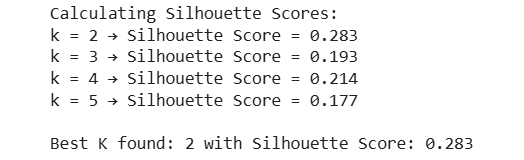 Calculating Silhouette Scores:
k = 2 → Silhouette Score = 0.283
k = 3 → Silhouette Score = 0.193
k = 4 → Silhouette Score = 0.214
k = 5 → Silhouette Score = 0.177

Best K found: 2 with Silhouette Score: 0.283